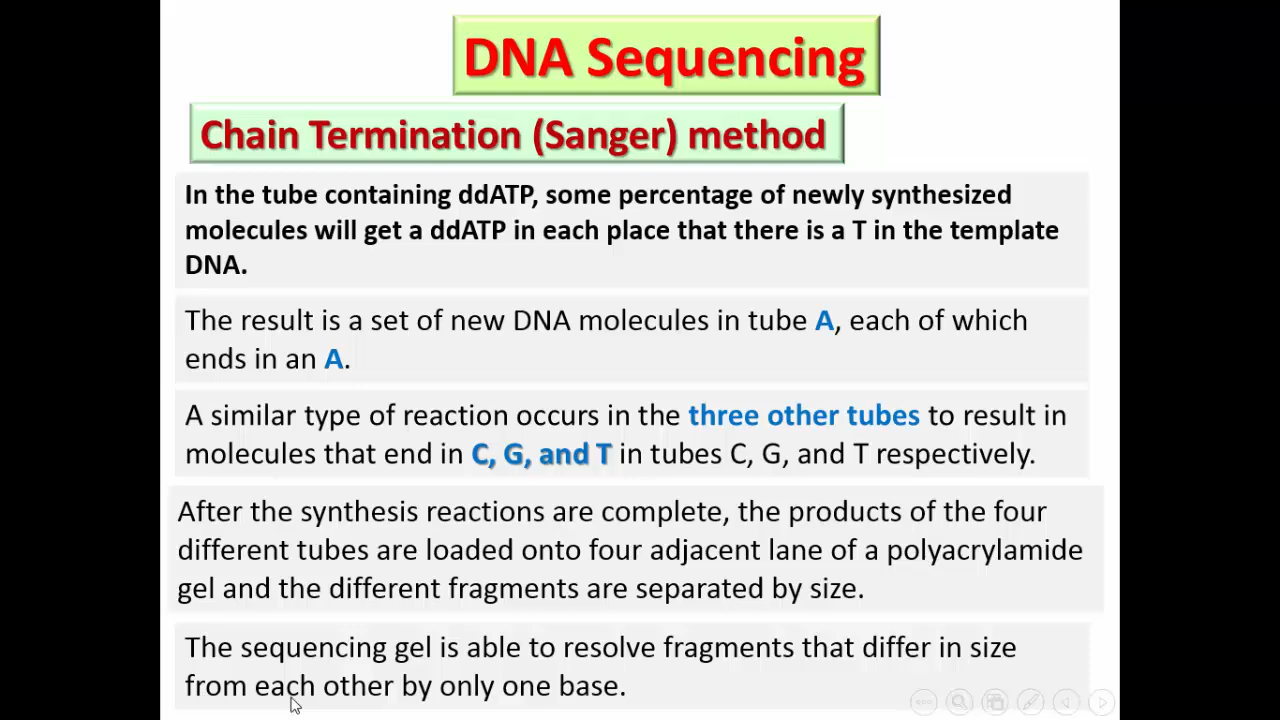 DNA Sequencing
Chain Termination (Sanger) method
In the tube containing ddATP, some percentage of newly synthesized
molecules will get a ddATP in each place that there is a T in the template
DNA.
The result is a set of new DNA molecules in tube A, each of which
ends in an A.
A similar type of reaction occurs in the three other tubes to result in
molecules that end in C, G, and T in tubes C, G, and T respectively.
After the synthesis reactions are complete, the products of the four
different tubes are loaded onto four adjacent lane of a polyacrylamide
gel and the different fragments are separated by size.
The sequencing gel is able to resolve fragments that differ in size
from each other by only one base.